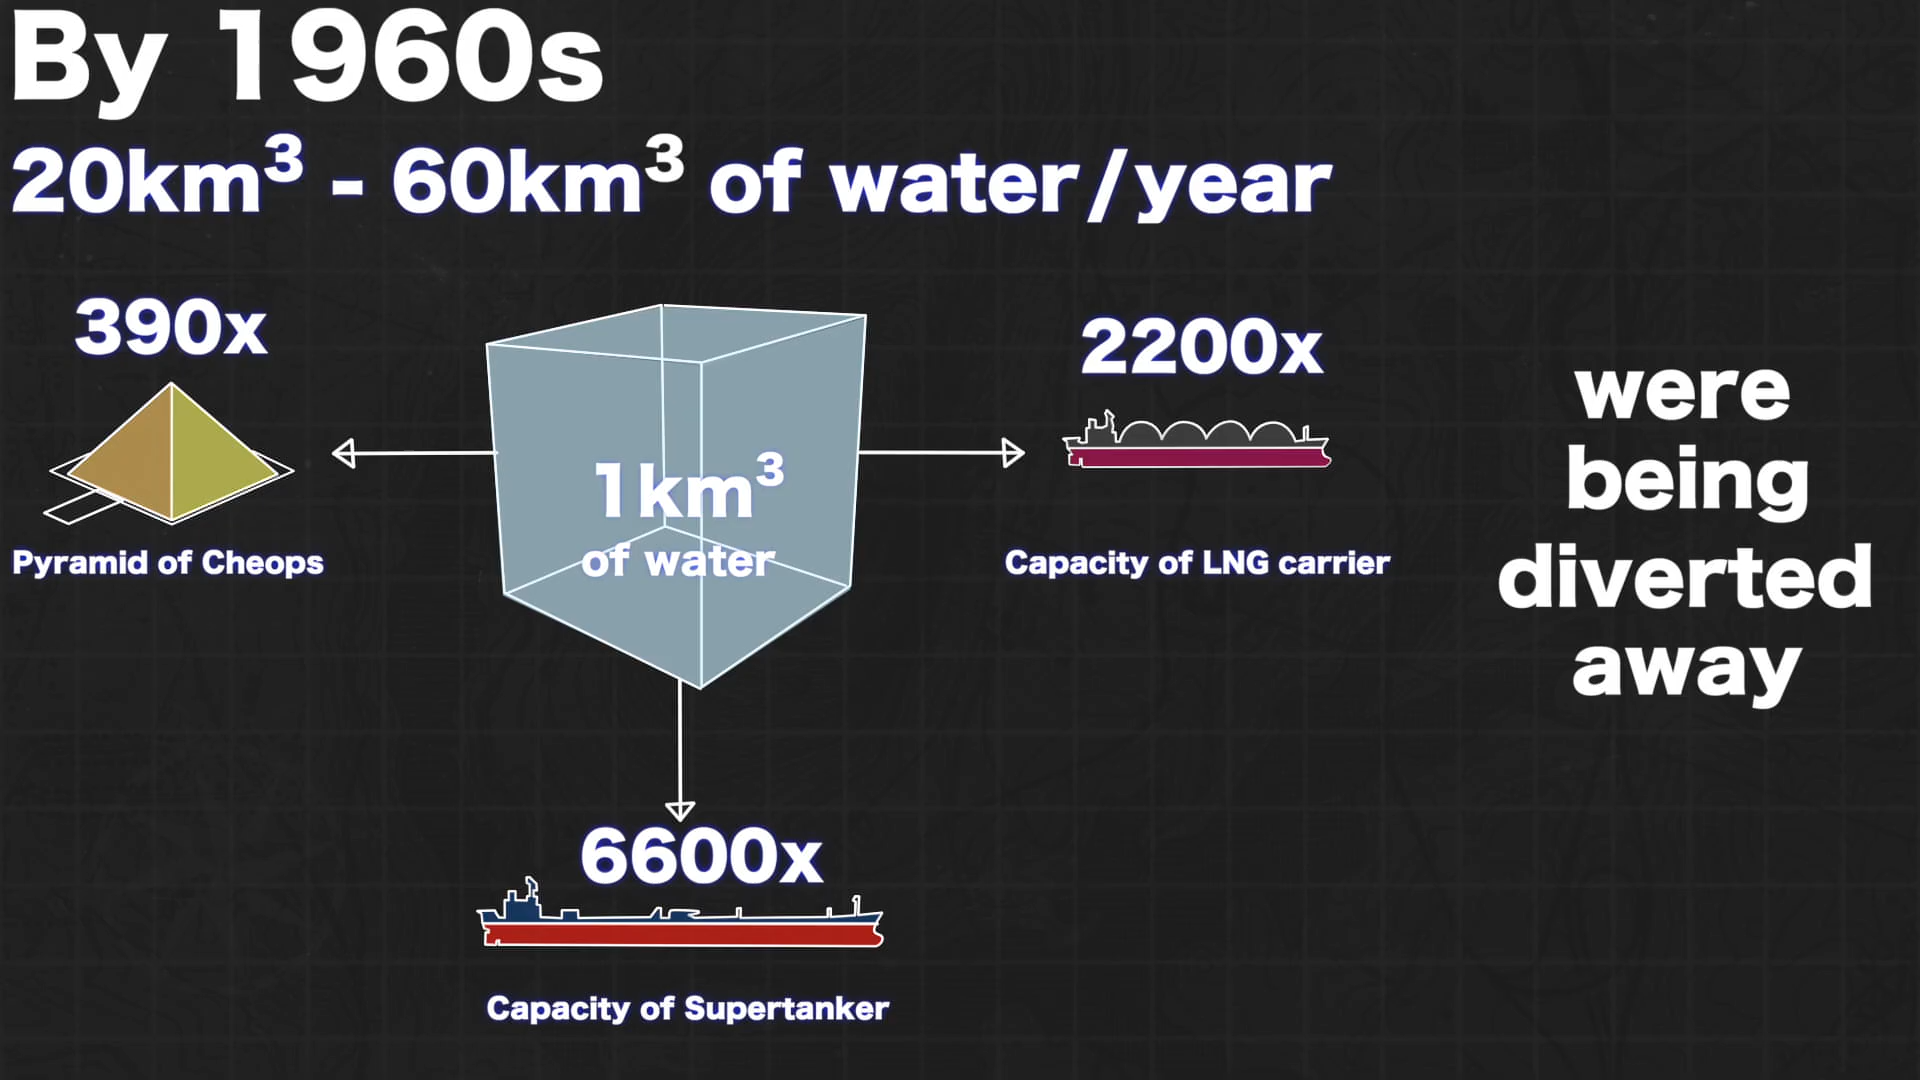 By 1960s
20km³ - 60km³ of water/year
390x
Pyramid of Cheops
1km³
of water
2200x
Capacity of LNG carrier
6600x
Capacity of Supertanker
were
being
diverted
away